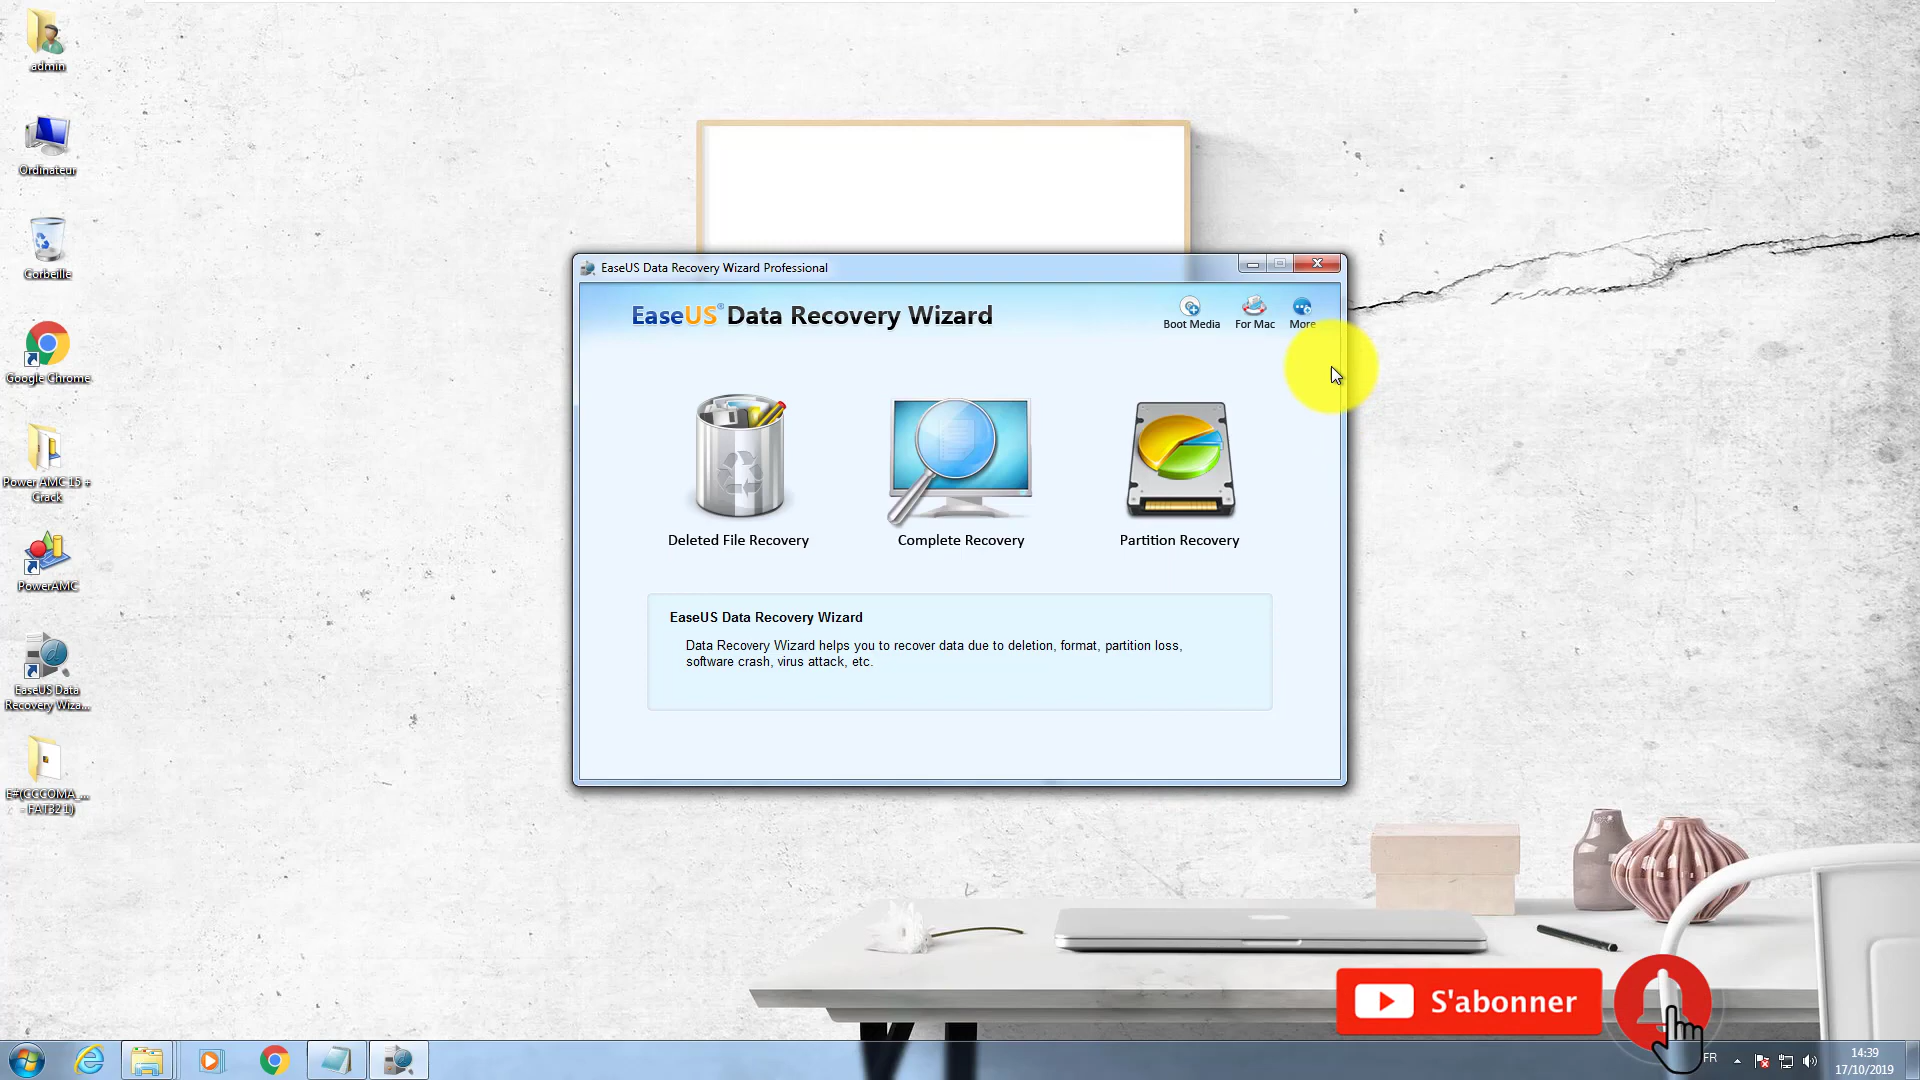 admin
Ordinateur
Corbeille
Google Chrome
Power AMC 15 +
Crack
PowerAMC
EaseUS Data
Recovery Wiza...
E#(CCCOMA_...
- FAT32 1)
EaseUS Data Recovery Wizard Professional
EaseUS® Data Recovery Wizard
Boot Media
For Mac
More
Deleted File Recovery
Complete Recovery
Partition Recovery
EaseUS Data Recovery Wizard
Data Recovery Wizard helps you to recover data due to deletion, format, partition loss,
software crash, virus attack, etc.
S'abonner
FR
14:39
17/10/2019